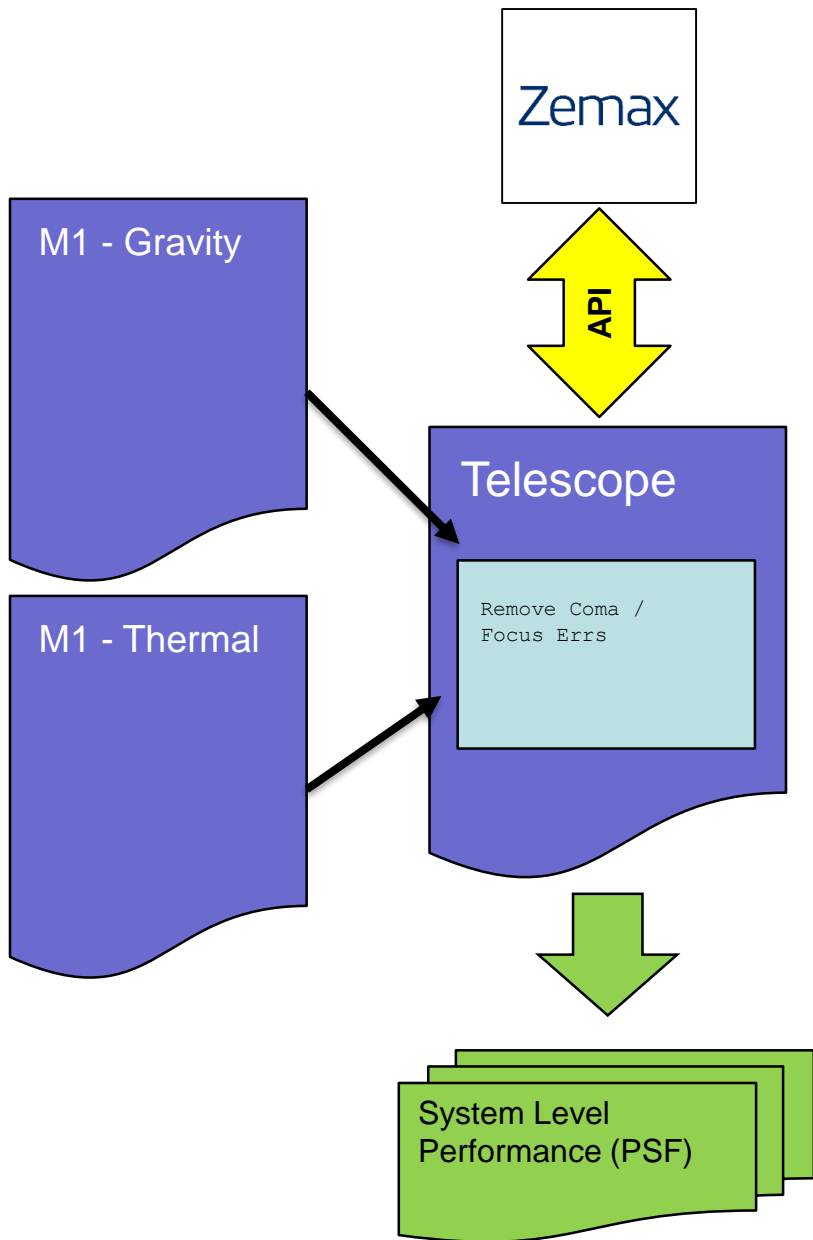 Zemax
API
M1 - Gravity
Telescope
Remove Coma /
Focus Errs
M1 - Thermal
System Level
Performance (PSF)